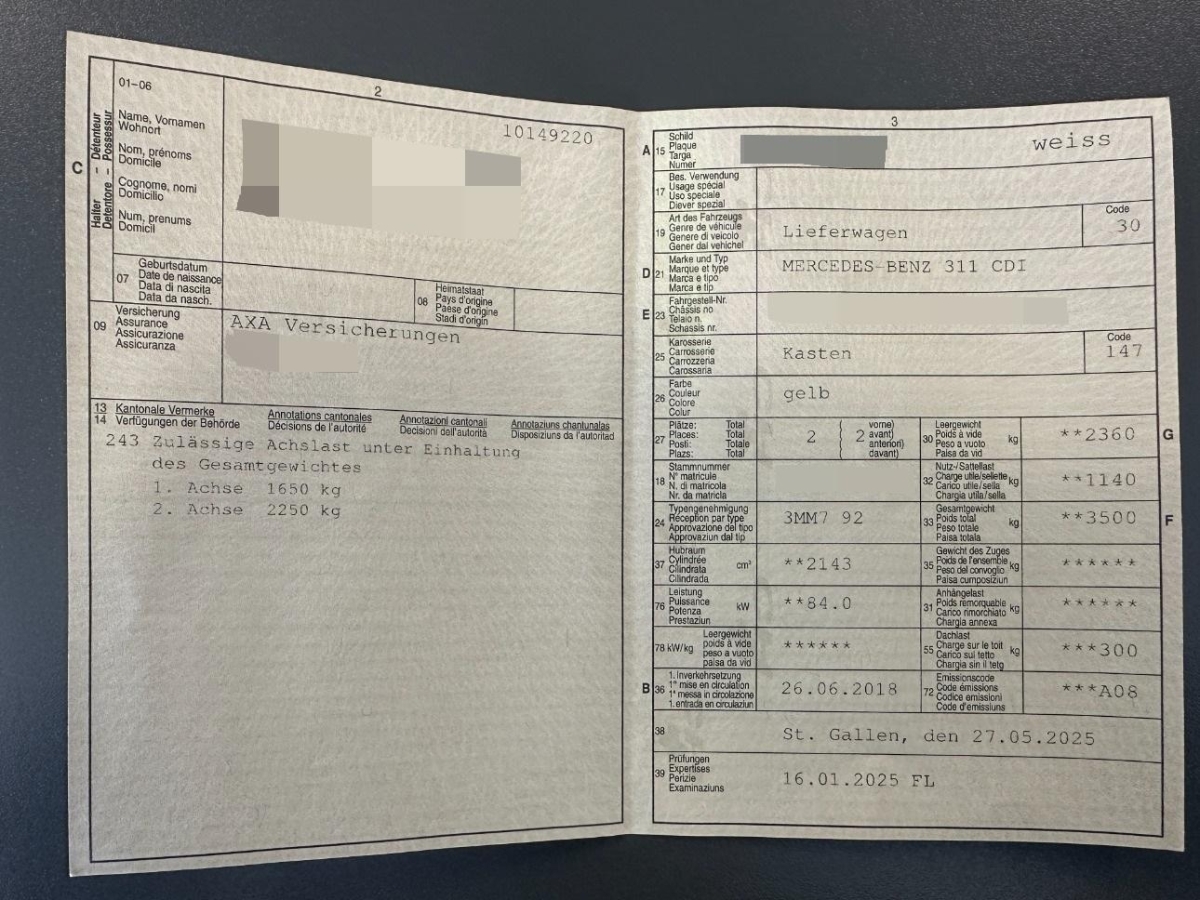 2
01-06
10149220
C
Halter – Détenteur
Detentore – Possessur
Name, Vornamen
Wohnort
Nom, prénoms
Domicile
Cognome, nomi
Domicilio
Num, prenums
Domicil
07
Geburtsdatum
Date de naissance
Data di nascita
Data da nasch.
08
Heimatstaat
Pays d'origine
Paese d'origine
Stadi d'origin
09
Versicherung
Assurance
Assicurazione
Assicuranza
AXA Versicherungen
13 Kantonale Vermerke Annotations cantonales Annotazioni cantonali Annotaziuns chantunalas
14 Verfügungen der Behörde Décisions de l'autorité Decisioni dell'autorità Disposiziuns da l'autoritad
243 Zulässige Achslast unter Einhaltung
des Gesamtgewichtes
1. Achse 1650 kg
2. Achse 2250 kg
3
A 15
Schild
Plaque
Targa
Numer
weiss
17
Bes. Verwendung
Usage spécial
Uso speciale
Diever spezial
19
Art des Fahrzeugs
Genre de véhicule
Genere di veicolo
Gener dal vehichel
Lieferwagen
Code
30
D 21
Marke und Typ
Marque et type
Marca e tipo
Marca e tip
MERCEDES-BENZ 311 CDI
E 23
Fahrgestell-Nr.
Châssis no
Telaio n.
Schassis nr.
25
Karosserie
Carrosserie
Carrozzeria
Carossaria
Kasten
Code
147
26
Farbe
Couleur
Colore
Colur
gelb
27
Plätze: Total
Places: Total
Posti: Totale
Plazs: Total
2
( 2
vorne)
avant)
anteriori)
davant)
30
Leergewicht
Poids à vide
Peso a vuoto
Paisa da vid
kg
**2360
G
18
Stammnummer
N° matricule
N. di matricola
Nr. da matricla
32
Nutz-/Sattellast
Charge utile/sellette
Carico utile/sella
Chargia utila/sella
kg
**1140
24
Typengenehmigung
Réception par type
Approvazione del tipo
Approvaziun dal tip
3MM7 92
33
Gesamtgewicht
Poids total
Peso totale
Paisa totala
kg
**3500
F
37
Hubraum
Cylindrée
Cilindrata
Cilindrada
cm³
**2143
35
Gewicht des Zuges
Poids de l'ensemble
Peso del convoglio
Paisa cumposiziun
kg
******
76
Leistung
Puissance
Potenza
Prestaziun
kW
**84.0
31
Anhängelast
Poids remorquable
Carico rimorchiato
Chargia annexa
kg
******
78 kW/kg
Leergewicht
poids à vide
peso a vuoto
paisa da vid
******
55
Dachlast
Charge sur le toit
Carico sul tetto
Chargia sin il tetg
kg
***300
B 36
1. Inverkehrsetzung
1re mise en circulation
1a messa in circolazione
1. entrada en circulaziun
26.06.2018
72
Emissionscode
Code émissions
Codice emissioni
Code d'emissiuns
***A08
38
St. Gallen, den 27.05.2025
39
Prüfungen
Expertises
Perizie
Examinaziuns
16.01.2025 FL